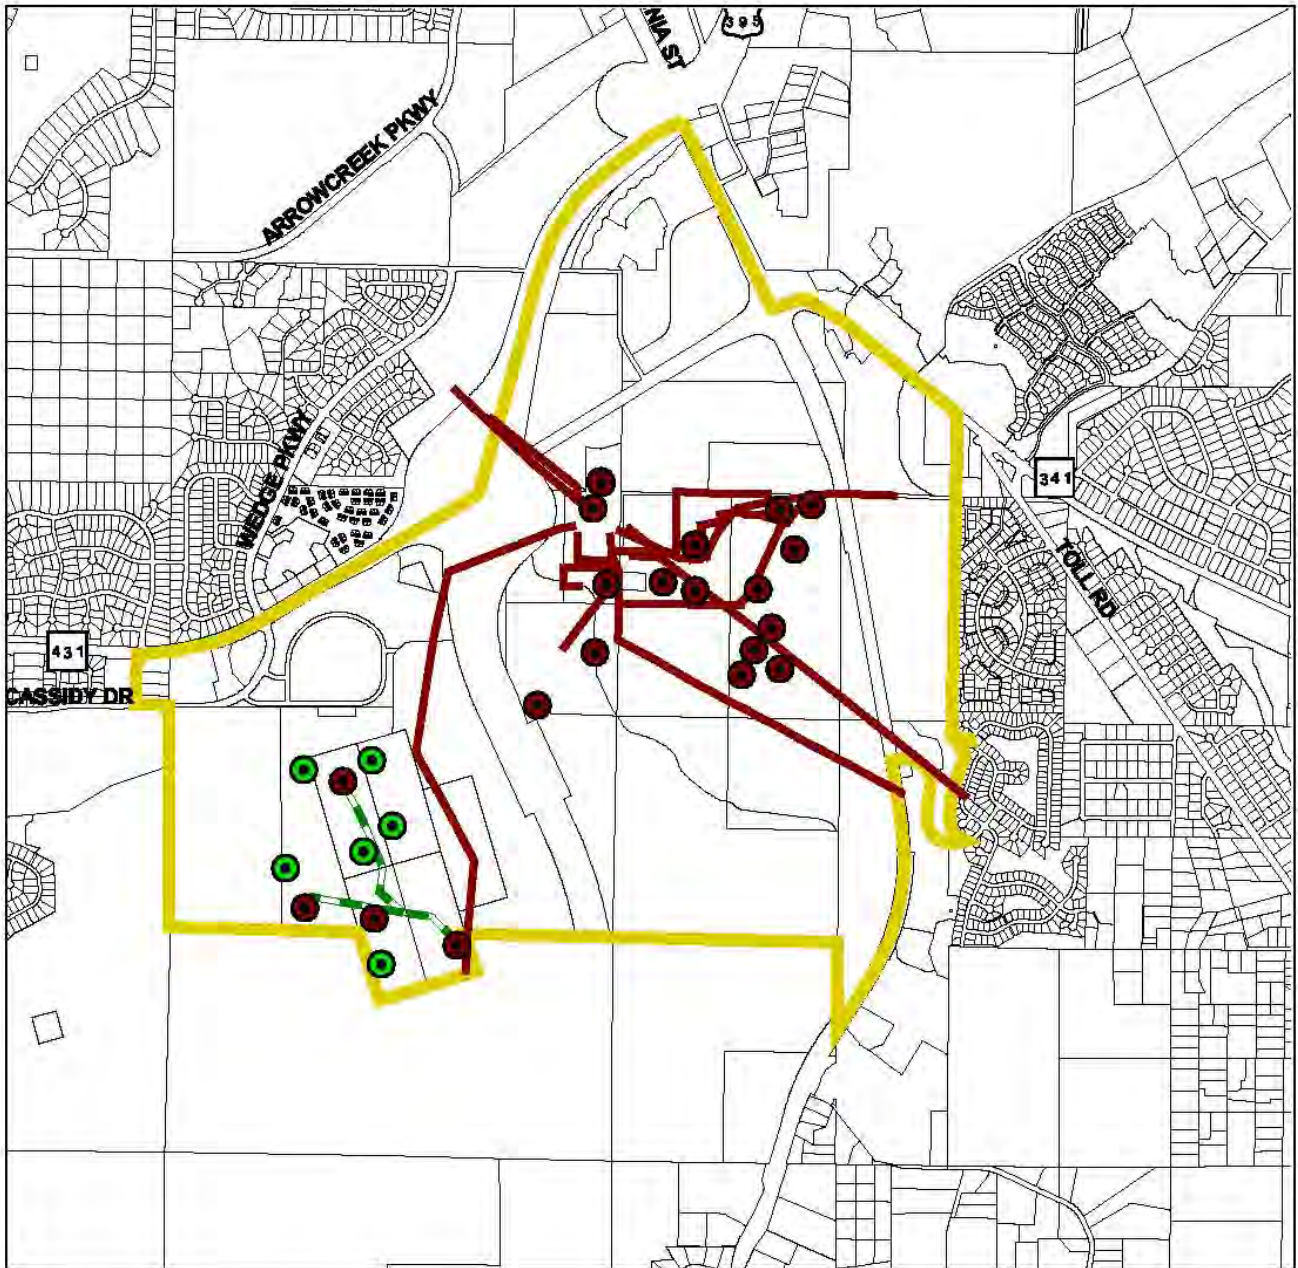 NIA ST
395
ARROWCREEK PKWY
WEDGE PKWY
341
TOLL RD
431
CASSIDY DR